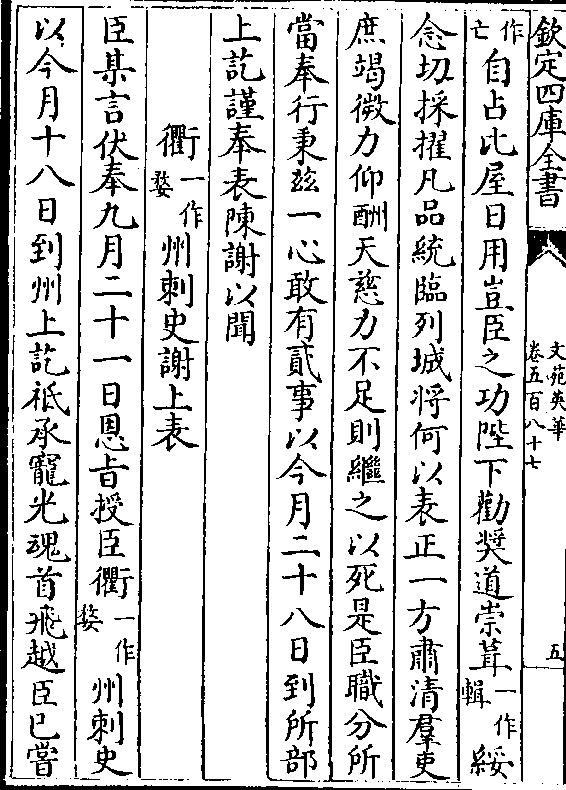 欽定四庫全書
文苑英華
卷五百八十七
五
作亡自占比屋日用豈臣之功陛下勸奨道崇葺一作輯綏
念切採擢凡品統臨列城將何以表正一方肅清羣吏
庶竭微力仰酬天慈力不足則繼之以死是臣職分所
當奉行秉兹一心敢有貳事以今月二十八日到所部
上訖謹奉表陳謝以聞
衢一作婺州刺史謝上表
臣某言伏奉九月二十一日恩旨授臣衢一作婺州刺史
以今月十八日到州上訖祗承寵光魂首飛越臣已嘗